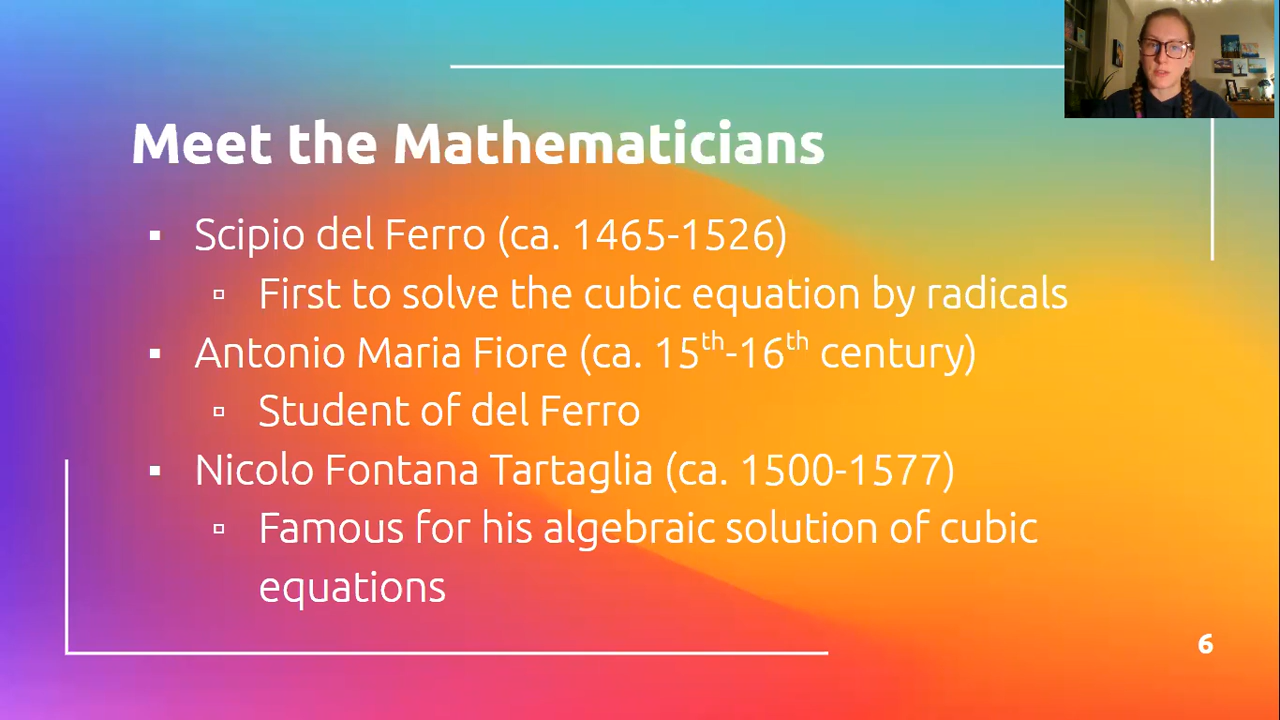 Meet the Mathematicians
▪ Scipio del Ferro (ca. 1465-1526)
▫ First to solve the cubic equation by radicals
▪ Antonio Maria Fiore (ca. 15th-16th century)
▫ Student of del Ferro
▪ Nicolo Fontana Tartaglia (ca. 1500-1577)
▫ Famous for his algebraic solution of cubic
equations
6